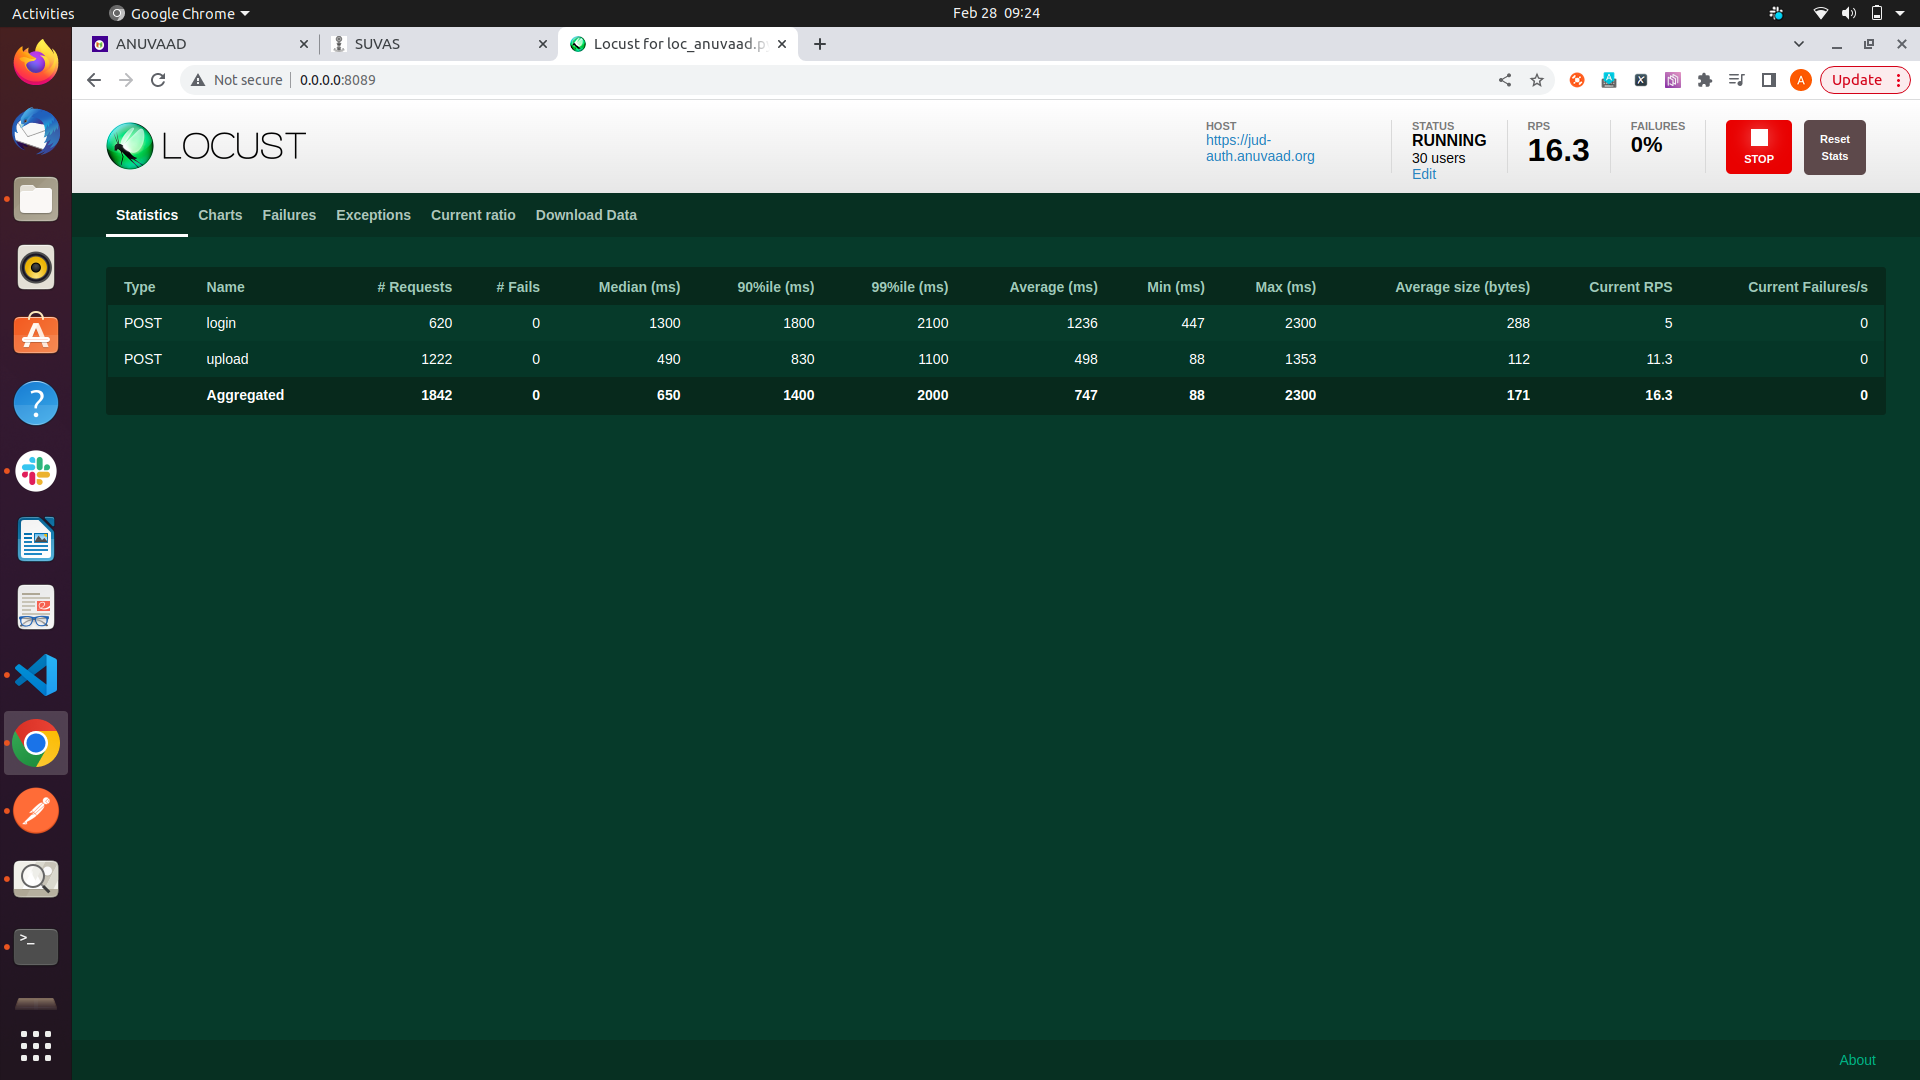 Activities Google Chrome Feb 28 09:24
ANUVAAD SUVAS Locust for loc_anuvaad.p
Not secure 0.0.0.0:8089 A Update
LOCUST
HOST
https://jud-
auth.anuvaad.org
STATUS
RUNNING
30 users
Edit
RPS
16.3
FAILURES
0%
STOP
Reset
Stats
Statistics Charts Failures Exceptions Current ratio Download Data
Type Name # Requests # Fails Median (ms) 90%ile (ms) 99%ile (ms) Average (ms) Min (ms) Max (ms) Average size (bytes) Current RPS Current Failures/s
POST login 620 0 1300 1800 2100 1236 447 2300 288 5 0
POST upload 1222 0 490 830 1100 498 88 1353 112 11.3 0
Aggregated 1842 0 650 1400 2000 747 88 2300 171 16.3 0
About